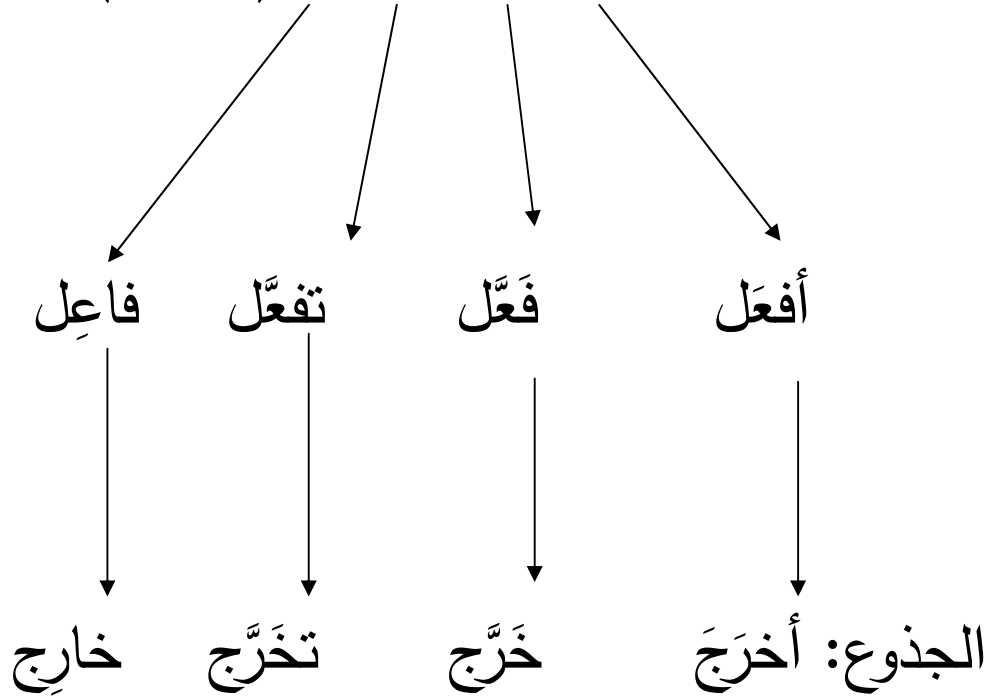 أفعَل فَعَّل تفعَّل فاعِل
الجذوع: أخرَجَ خَرَّج تخَرَّج خارِج